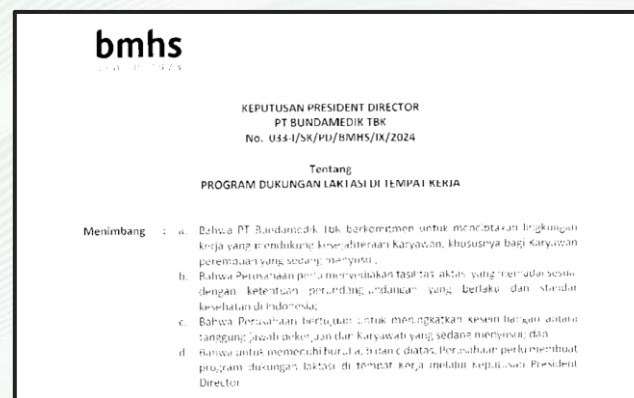 bmhs
KEPUTUSAN PRESIDENT DIRECTOR
PT BUNDAMEDIK TBK
No. 033-I/SK/PD/BMHS/IX/2024
Tentang
PROGRAM DUKUNGAN LAKTASI DI TEMPAT KERJA
Menimbang : a. Bahwa PT Bundamedik Tbk berkomitmen untuk menciptakan lingkungan
kerja yang mendukung kesejahteraan Karyawan, khususnya bagi Karyawan
perempuan yang sedang menyusui;
b. Bahwa Perusahaan perlu menyediakan fasilitas yang memadai sesuai
dengan ketentuan perundang-undangan yang berlaku dan standar
kesehatan di Indonesia;
c. Bahwa Perusahaan bertujuan untuk meningkatkan keseimbangan antara
tanggung jawab pekerjaan dan Karyawati yang sedang menyusui; dan
d. Bahwa untuk memenuhi a, b dan c diatas, Perusahaan perlu membuat
program dukungan laktasi di tempat Kerja melalui Keputusan President
Director